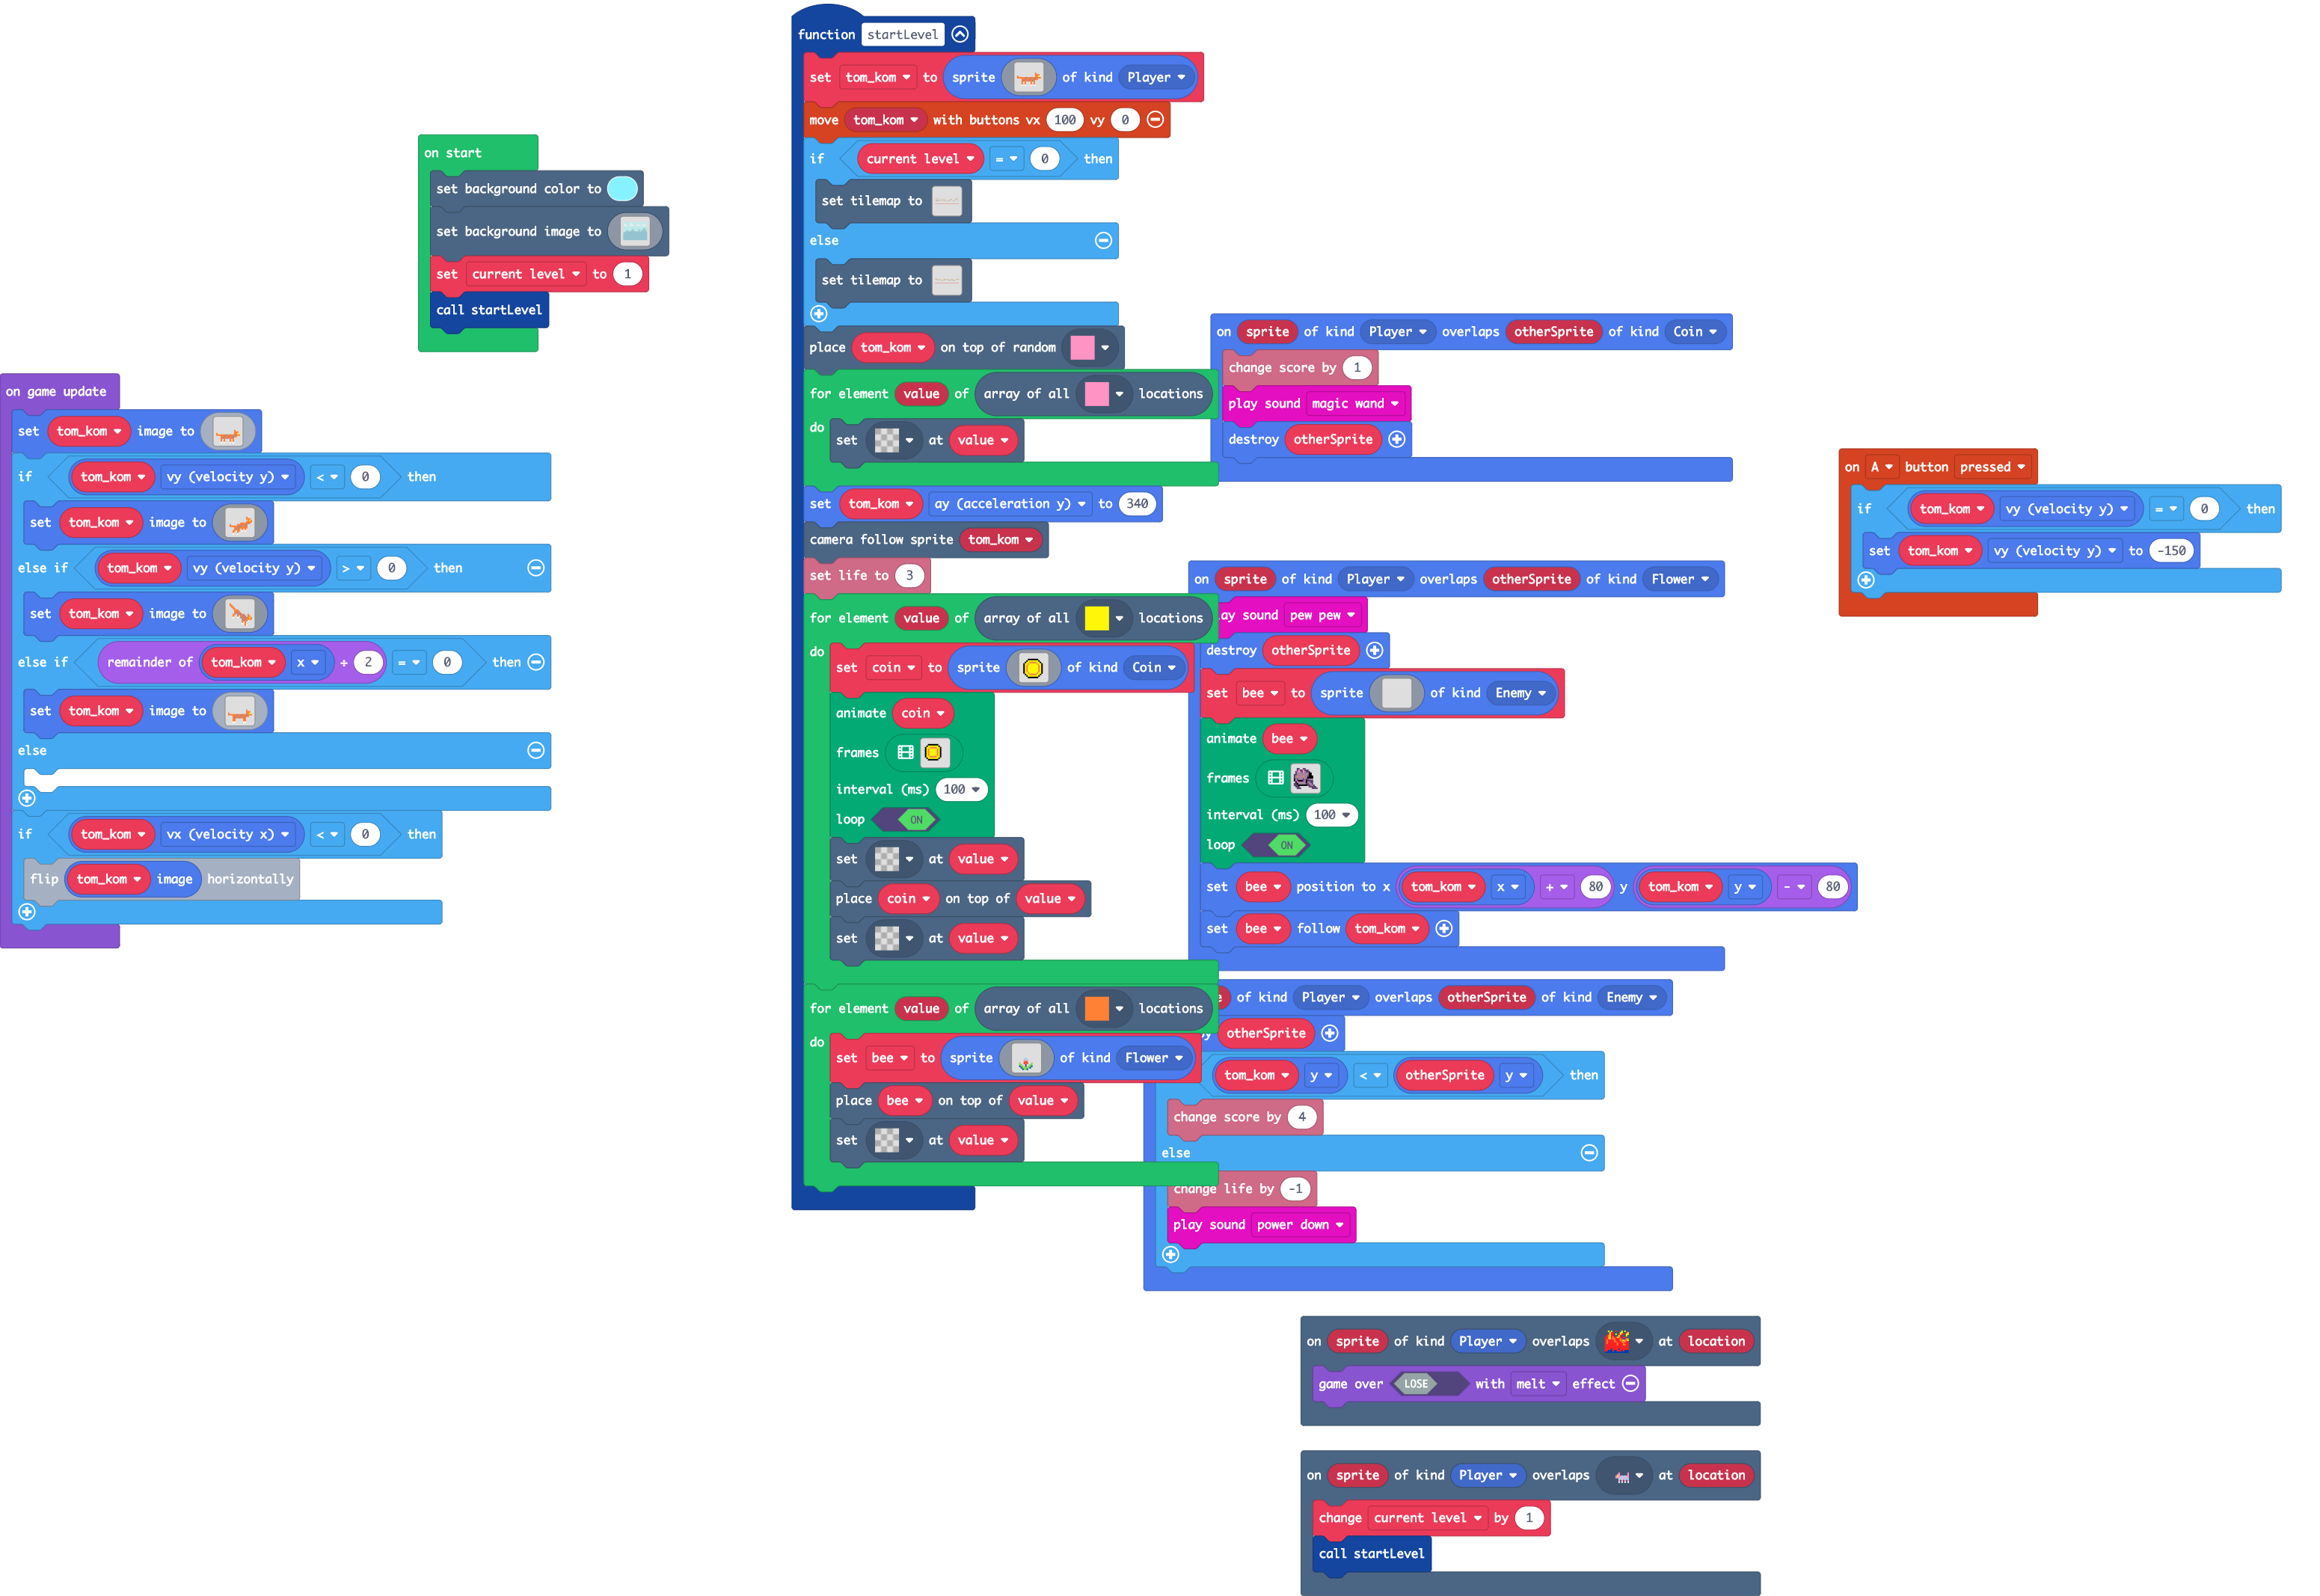 on start
set background color to
set background image to
set current level to 1
call startLevel
on game update
set tom_kom image to
if tom_kom vy (velocity y) < 0 then
set tom_kom image to
else if tom_kom vy (velocity y) > 0 then
set tom_kom image to
else if remainder of tom_kom x ÷ 2 = 0 then
set tom_kom image to
else
if tom_kom vx (velocity x) < 0 then
flip tom_kom image horizontally
function startLevel
set tom_kom to sprite of kind Player
move tom_kom with buttons vx 100 vy 0
if current level = 0 then
set tilemap to
else
set tilemap to
place tom_kom on top of random
for element value of array of all locations
do set at value
set tom_kom ay (acceleration y) to 340
camera follow sprite tom_kom
set life to 3
for element value of array of all locations
do set coin to sprite of kind Coin
animate coin
frames
interval (ms) 100
loop ON
set at value
place coin on top of value
set at value
for element value of array of all locations
do set bee to sprite of kind Flower
place bee on top of value
set at value
on sprite of kind Player overlaps otherSprite of kind Coin
change score by 1
play sound magic wand
destroy otherSprite
on sprite of kind Player overlaps otherSprite of kind Flower
ay sound pew pew
destroy otherSprite
set bee to sprite of kind Enemy
animate bee
frames
interval (ms) 100
loop ON
set bee position to x tom_kom x + 80 y tom_kom y - 80
set bee follow tom_kom
of kind Player overlaps otherSprite of kind Enemy
otherSprite
tom_kom y < otherSprite y then
change score by 4
else
change life by -1
play sound power down
on sprite of kind Player overlaps at location
game over LOSE with melt effect
on sprite of kind Player overlaps at location
change current level by 1
call startLevel
on A button pressed
if tom_kom vy (velocity y) = 0 then
set tom_kom vy (velocity y) to -150